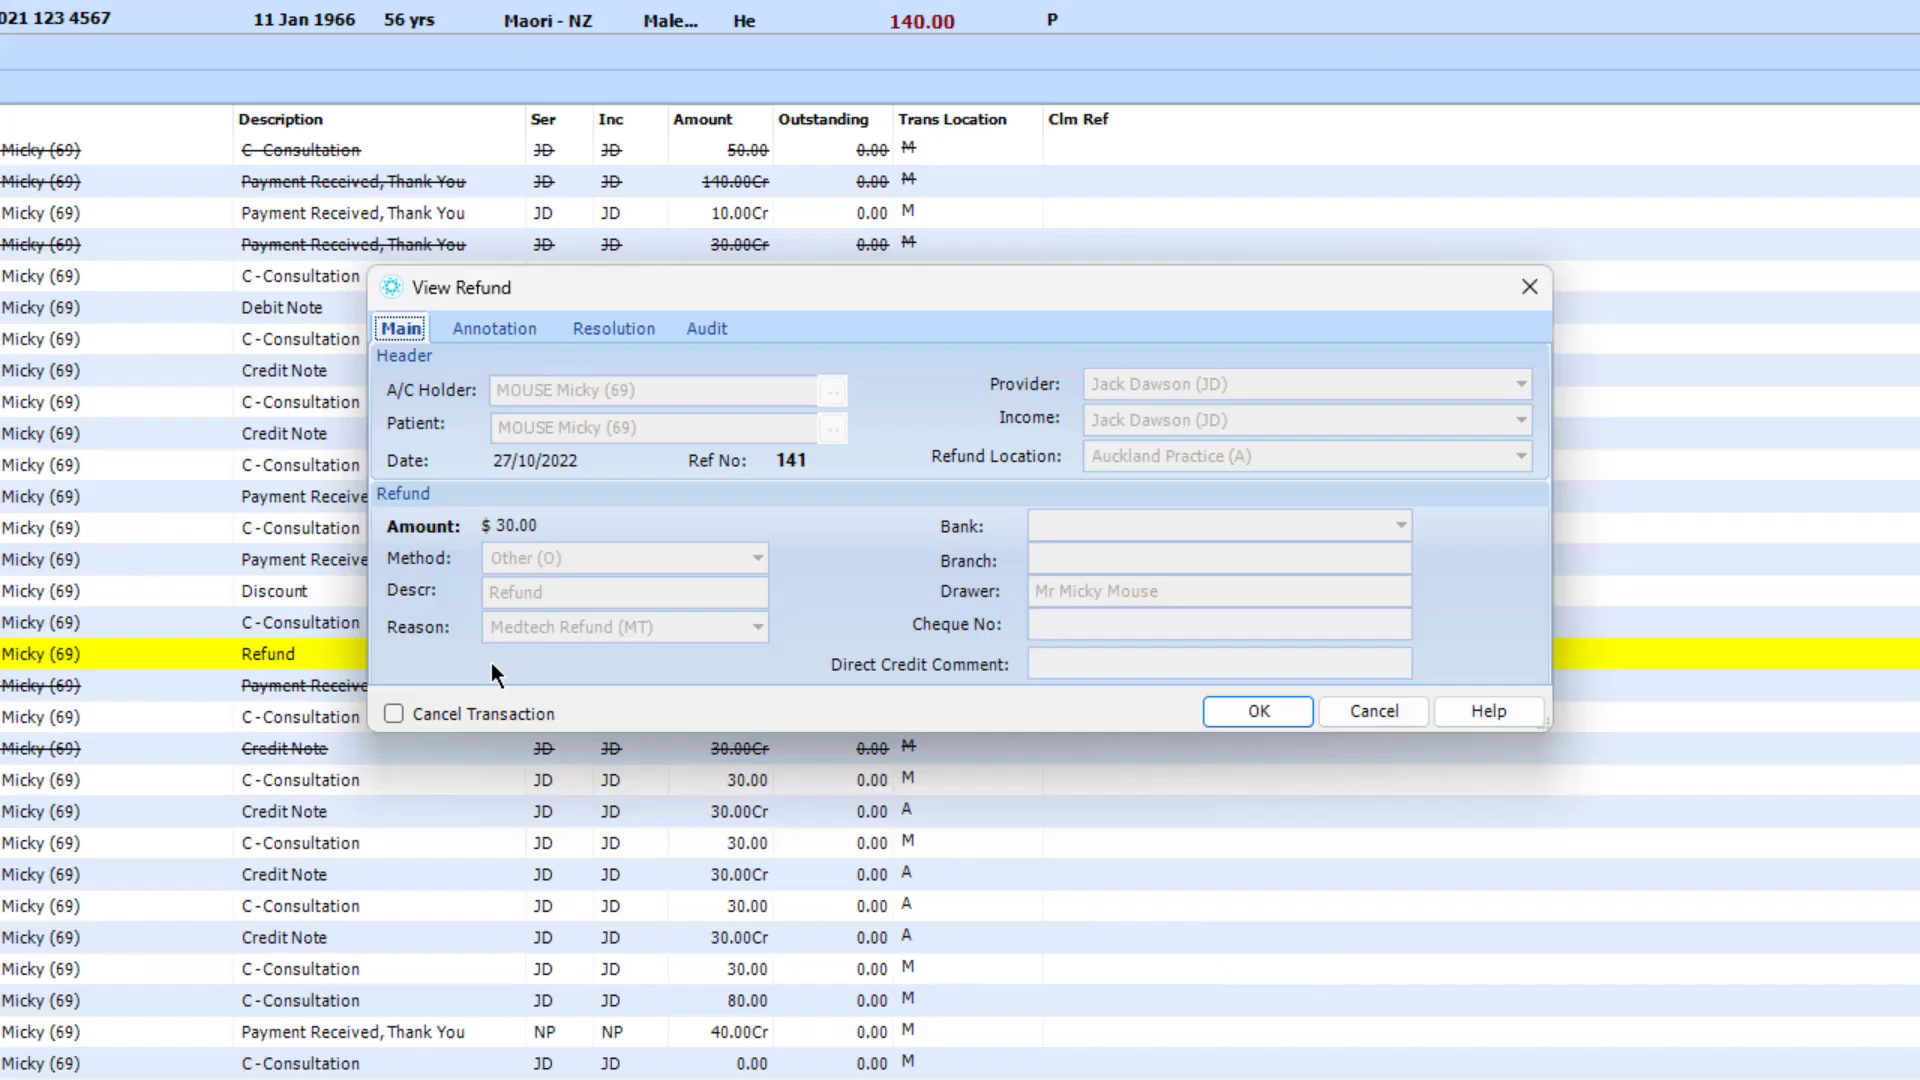 021 123 4567 11 Jan 1966 56 yrs Maori - NZ Male... He 140.00 P
Description Ser Inc Amount Outstanding Trans Location Clm Ref
Micky (69) C -Consultation JD JD 50.00 0.00 M
Micky (69) Payment Received, Thank You JD JD 140.00Cr 0.00 M
Micky (69) Payment Received, Thank You JD JD 10.00Cr 0.00 M
Micky (69) Payment Received, Thank You JD JD 30.00Cr 0.00 M
Micky (69) C -Consultation
Micky (69) Debit Note
Micky (69) C -Consultation
Micky (69) Credit Note
Micky (69) C -Consultation
Micky (69) Credit Note
Micky (69) C -Consultation
Micky (69) Payment Receive
Micky (69) C -Consultation
Micky (69) Payment Receive
Micky (69) Discount
Micky (69) C -Consultation
Micky (69) Refund
Micky (69) Payment Receive
Micky (69) C -Consultation
View Refund
Main Annotation Resolution Audit
Header
A/C Holder: MOUSE Micky (69) ..
Patient: MOUSE Micky (69) ..
Date: 27/10/2022 Ref No: 141
Provider: Jack Dawson (JD)
Income: Jack Dawson (JD)
Refund Location: Auckland Practice (A)
Refund
Amount: $ 30.00
Method: Other (O)
Descr: Refund
Reason: Medtech Refund (MT)
Bank:
Branch:
Drawer: Mr Micky Mouse
Cheque No:
Direct Credit Comment:
Cancel Transaction OK Cancel Help
Micky (69) Credit Note JD JD 30.00Cr 0.00 M
Micky (69) C -Consultation JD JD 30.00 0.00 M
Micky (69) Credit Note JD JD 30.00Cr 0.00 A
Micky (69) C -Consultation JD JD 30.00 0.00 M
Micky (69) Credit Note JD JD 30.00Cr 0.00 A
Micky (69) C -Consultation JD JD 30.00 0.00 A
Micky (69) Credit Note JD JD 30.00Cr 0.00 A
Micky (69) C -Consultation JD JD 30.00 0.00 M
Micky (69) C -Consultation JD JD 80.00 0.00 M
Micky (69) Payment Received, Thank You NP NP 40.00Cr 0.00 M
Micky (69) C -Consultation JD JD 0.00 0.00 M